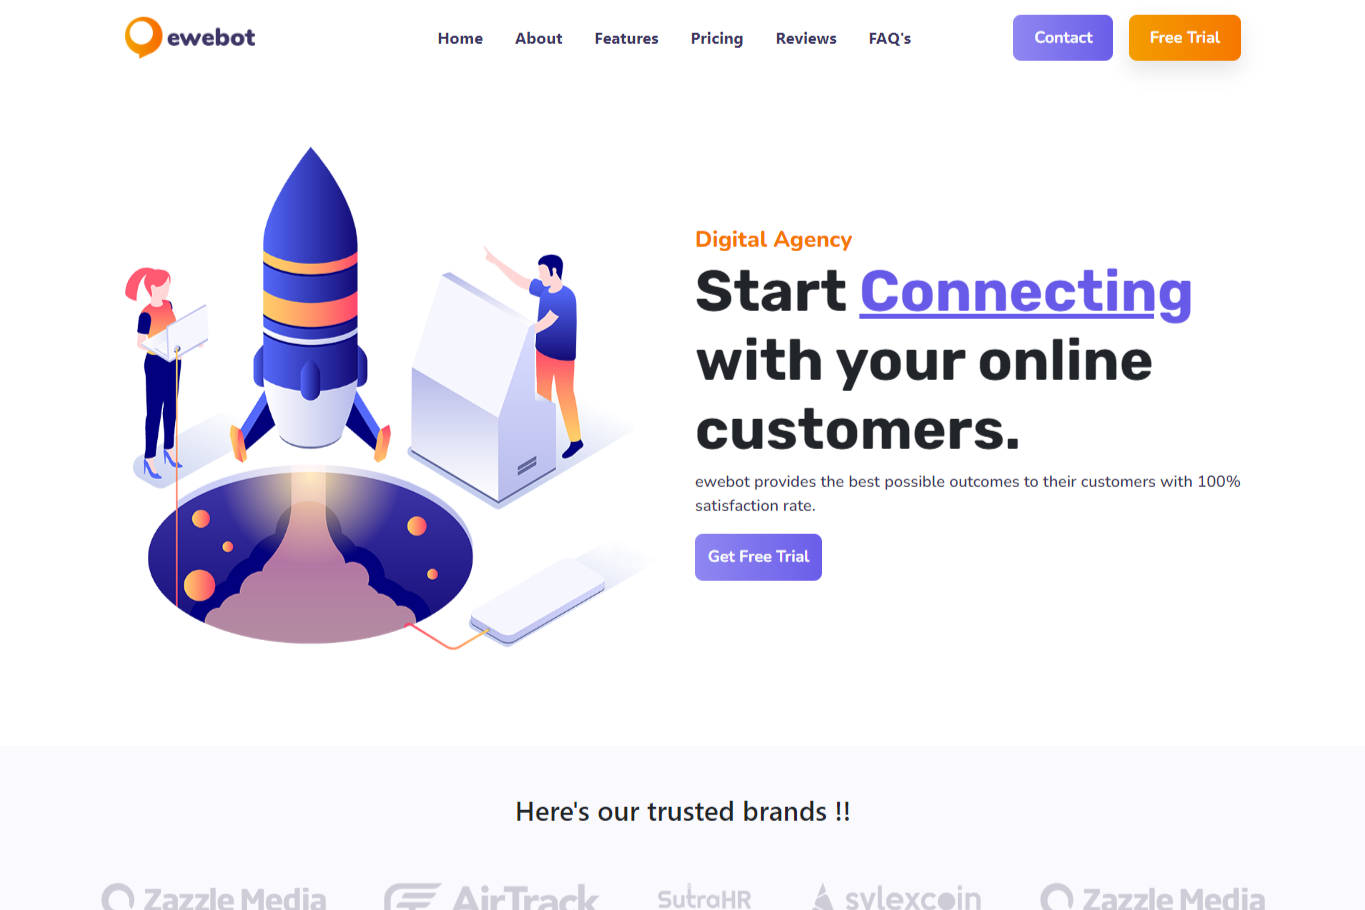 ewebot
Home
About
Features
Pricing
Reviews
FAQ's
Contact
Free Trial
Digital Agency
Start Connecting
with your online
customers.
ewebot provides the best possible outcomes to their customers with 100%
satisfaction rate.
Get Free Trial
Here's our trusted brands !!
Zazzle Media
AirTrack
SutraHR
sylexcoin
Zazzle Media